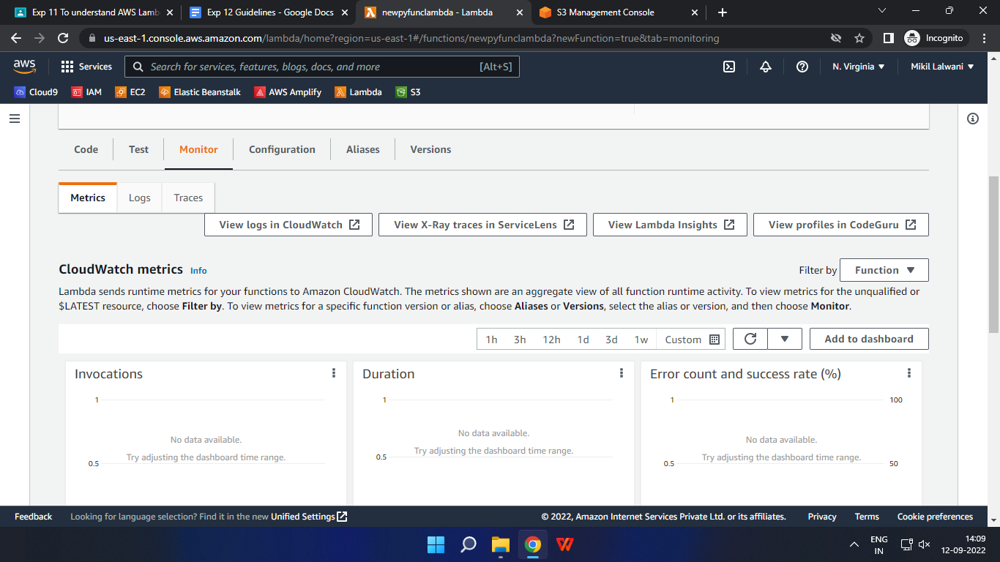 Exp 11 To understand AWS Lamb
Exp 12 Guidelines - Google Docs
newpyfunclambda - Lambda
S3 Management Console
us-east-1.console.aws.amazon.com/lambda/home?region=us-east-1#/functions/newpyfunclambda?newFunction=true&tab=monitoring
Incognito
aws
Services
Search for services, features, blogs, docs, and more
[Alt+S]
N. Virginia
Mikil Lalwani
Cloud9
IAM
EC2
Elastic Beanstalk
AWS Amplify
Lambda
S3
Code
Test
Monitor
Configuration
Aliases
Versions
Metrics
Logs
Traces
View logs in CloudWatch
View X-Ray traces in ServiceLens
View Lambda Insights
View profiles in CodeGuru
CloudWatch metrics
Info
Filter by
Function
Lambda sends runtime metrics for your functions to Amazon CloudWatch. The metrics shown are an aggregate view of all function runtime activity. To view metrics for the unqualified or
$LATEST resource, choose Filter by. To view metrics for a specific function version or alias, choose Aliases or Versions, select the alias or version, and then choose Monitor.
1h
3h
12h
1d
3d
1w
Custom
Add to dashboard
Invocations
1
No data available.
Try adjusting the dashboard time range.
0.5
Duration
1
No data available.
Try adjusting the dashboard time range.
0.5
Error count and success rate (%)
1
100
No data available.
Try adjusting the dashboard time range.
0.5
50
Feedback
Looking for language selection? Find it in the new Unified Settings
© 2022, Amazon Internet Services Private Ltd. or its affiliates.
Privacy
Terms
Cookie preferences
ENG
IN
14:09
12-09-2022